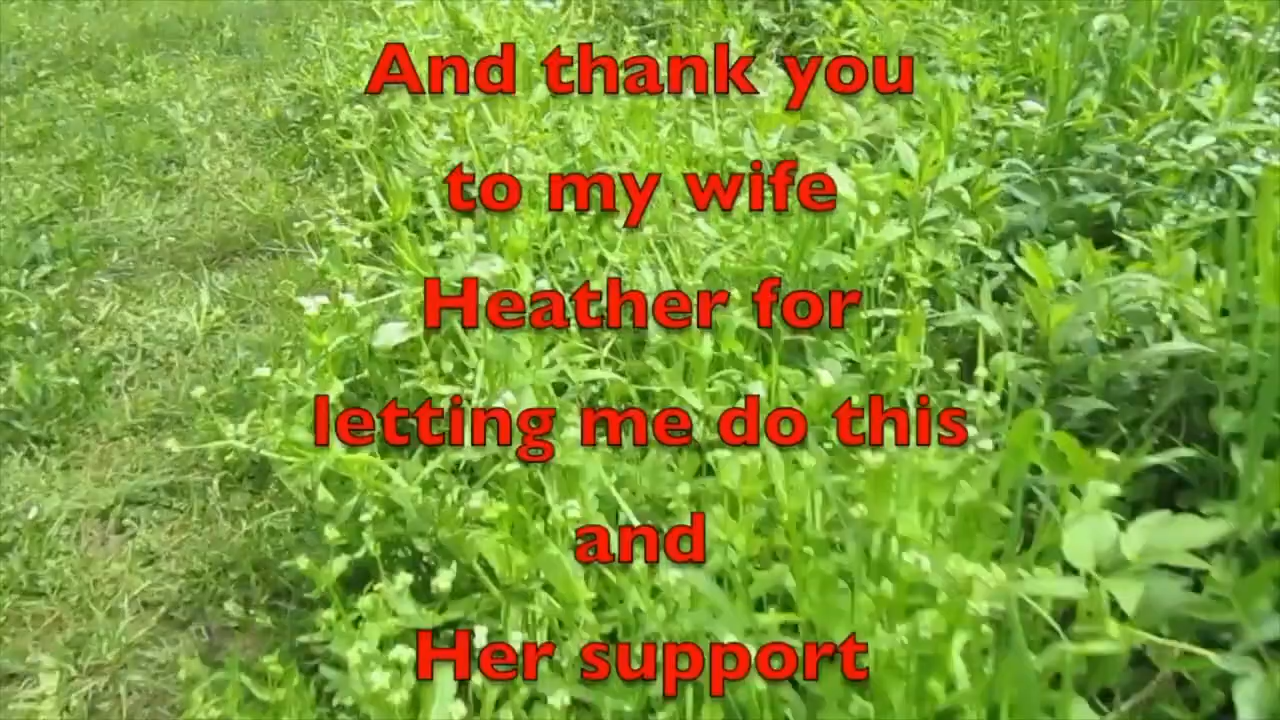 And thank you
to my wife
Heather for
letting me do this
and
Her support